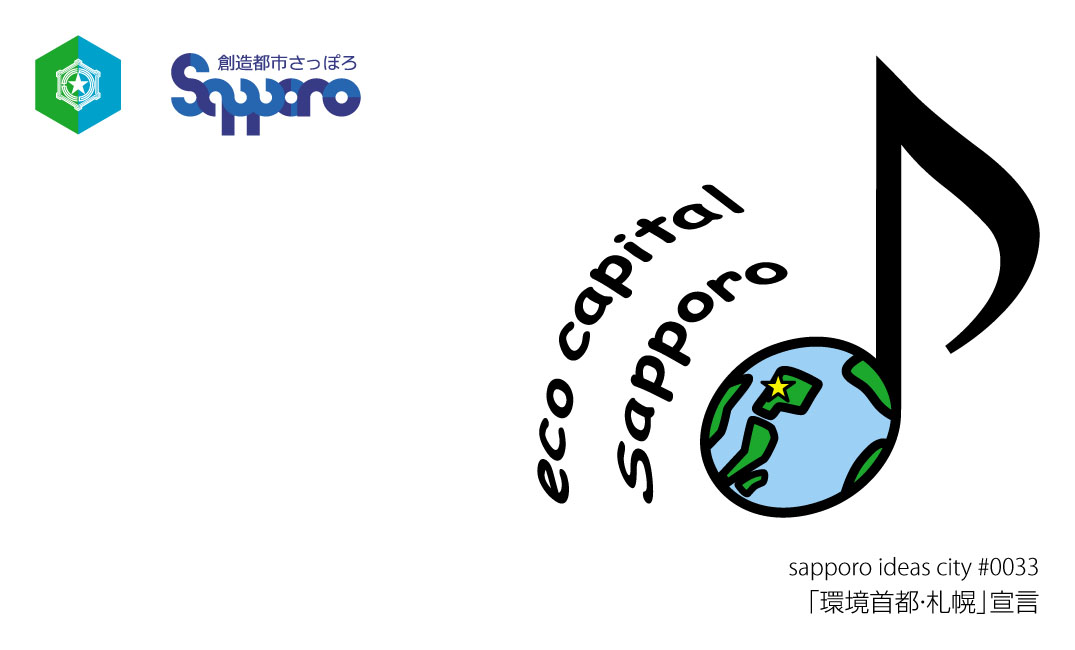 創造都市さっぽろ
Sapporo
eco capital
Sapporo
sapporo ideas city #0033
「環境首都・札幌」宣言